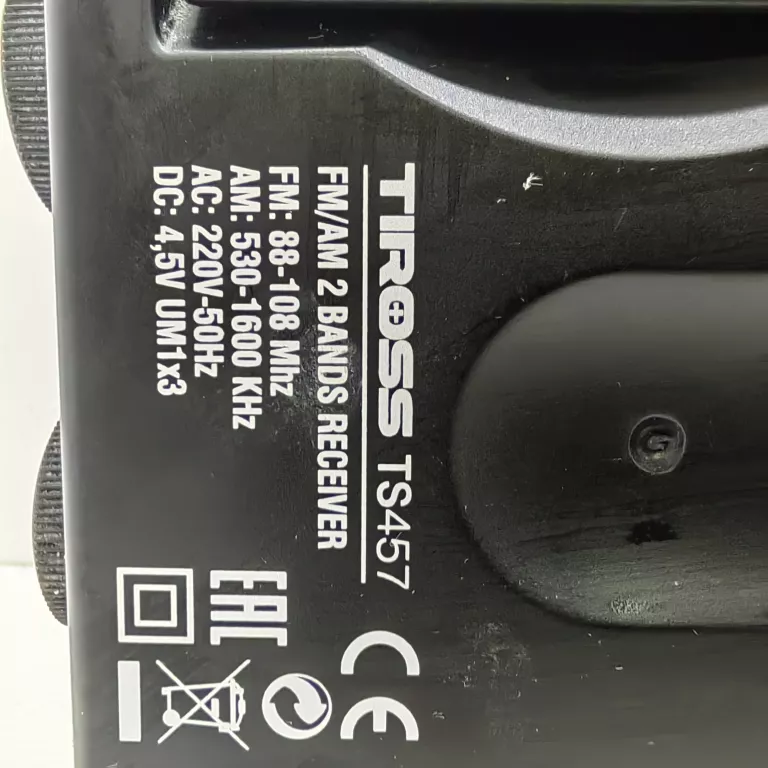 TIROSS TS457
FM/AM 2 BANDS RECEIVER
FM: 88-108 Mhz
AM: 530-1600 KHz
AC: 220V-50Hz
DC: 4,5V UM1x3
CE
EAC